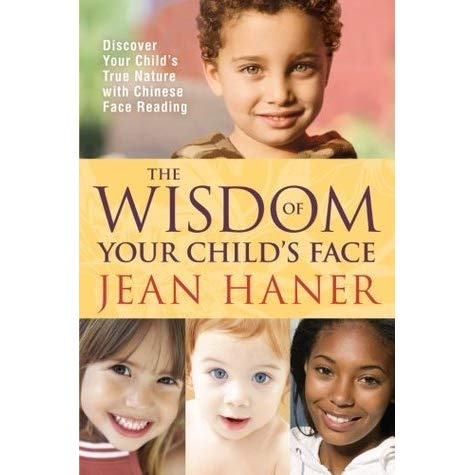 Discover
Your Child's
True Nature
with Chinese
Face Reading
THE
WISDOM OF
YOUR CHILD'S FACE
JEAN HANER